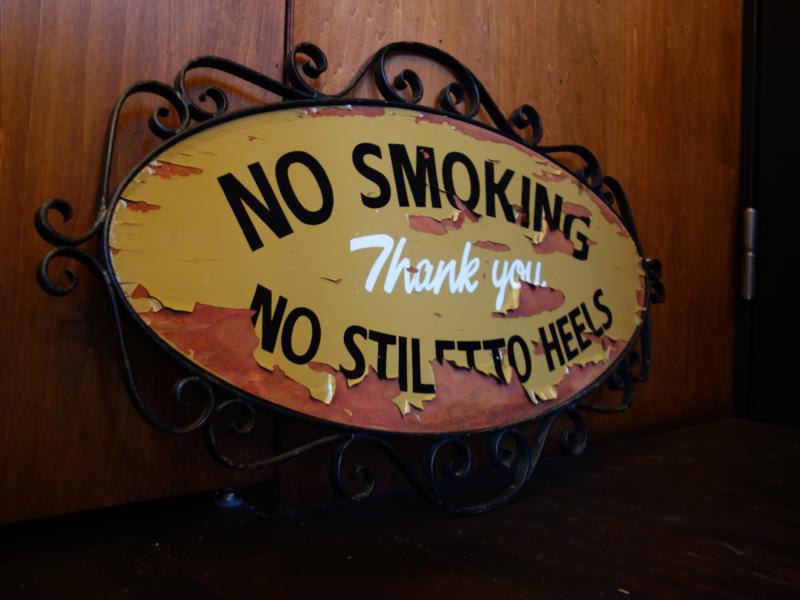 NO SMOKING
Thank you.
NO STILETTO HEELS